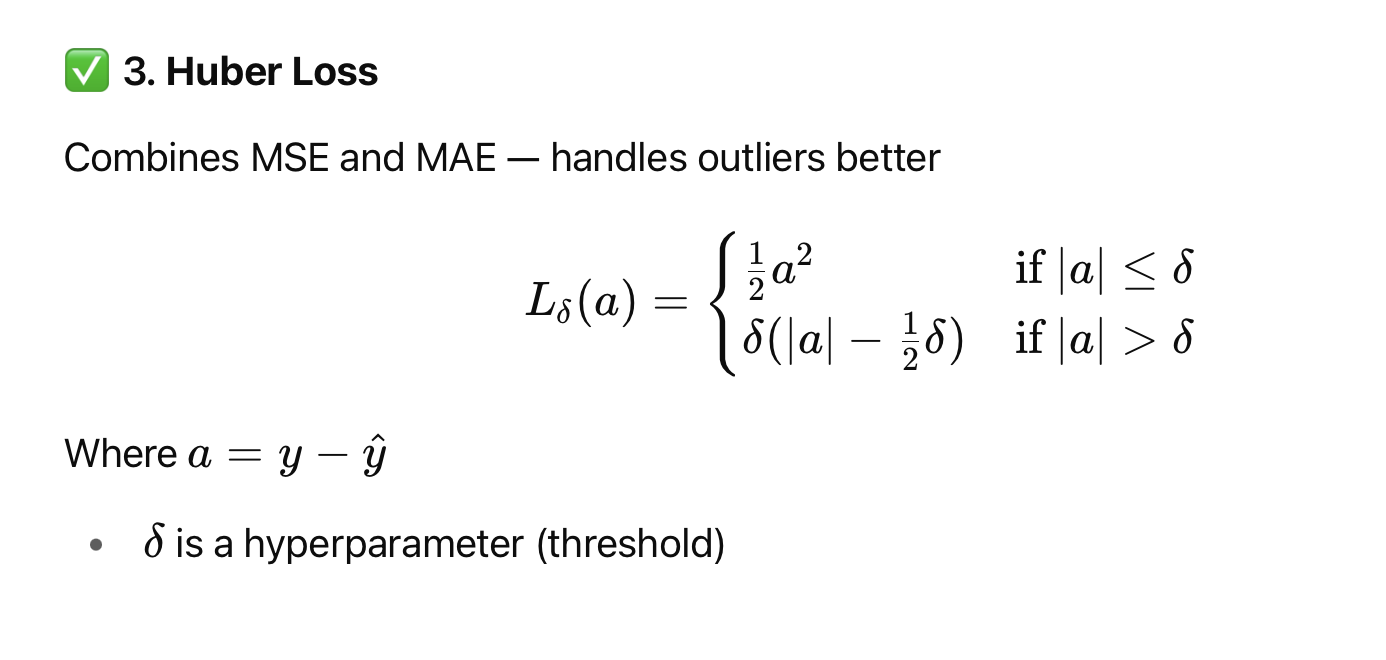 ✅ 3. Huber Loss
Combines MSE and MAE — handles outliers better
L_δ(a) = { ½a² if |a| ≤ δ
δ(|a| − ½δ) if |a| > δ
Where a = y − ŷ
• δ is a hyperparameter (threshold)